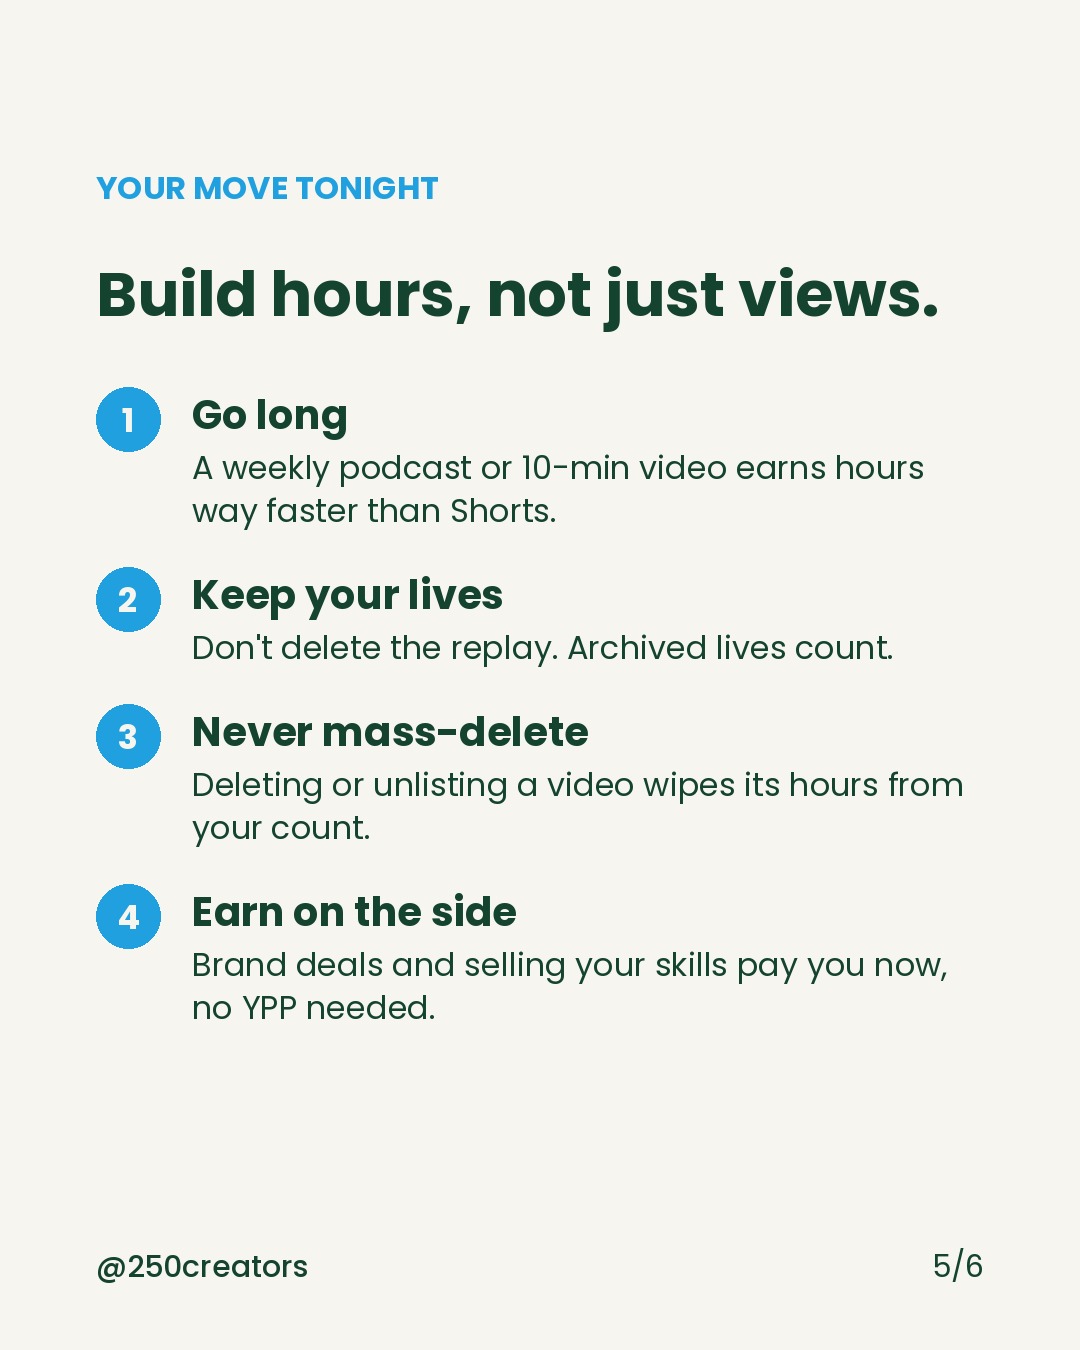 YOUR MOVE TONIGHT
Build hours, not just views.
1
Go long
A weekly podcast or 10-min video earns hours
way faster than Shorts.
2
Keep your lives
Don't delete the replay. Archived lives count.
3
Never mass-delete
Deleting or unlisting a video wipes its hours from
your count.
4
Earn on the side
Brand deals and selling your skills pay you now,
no YPP needed.
@250creators
5/6